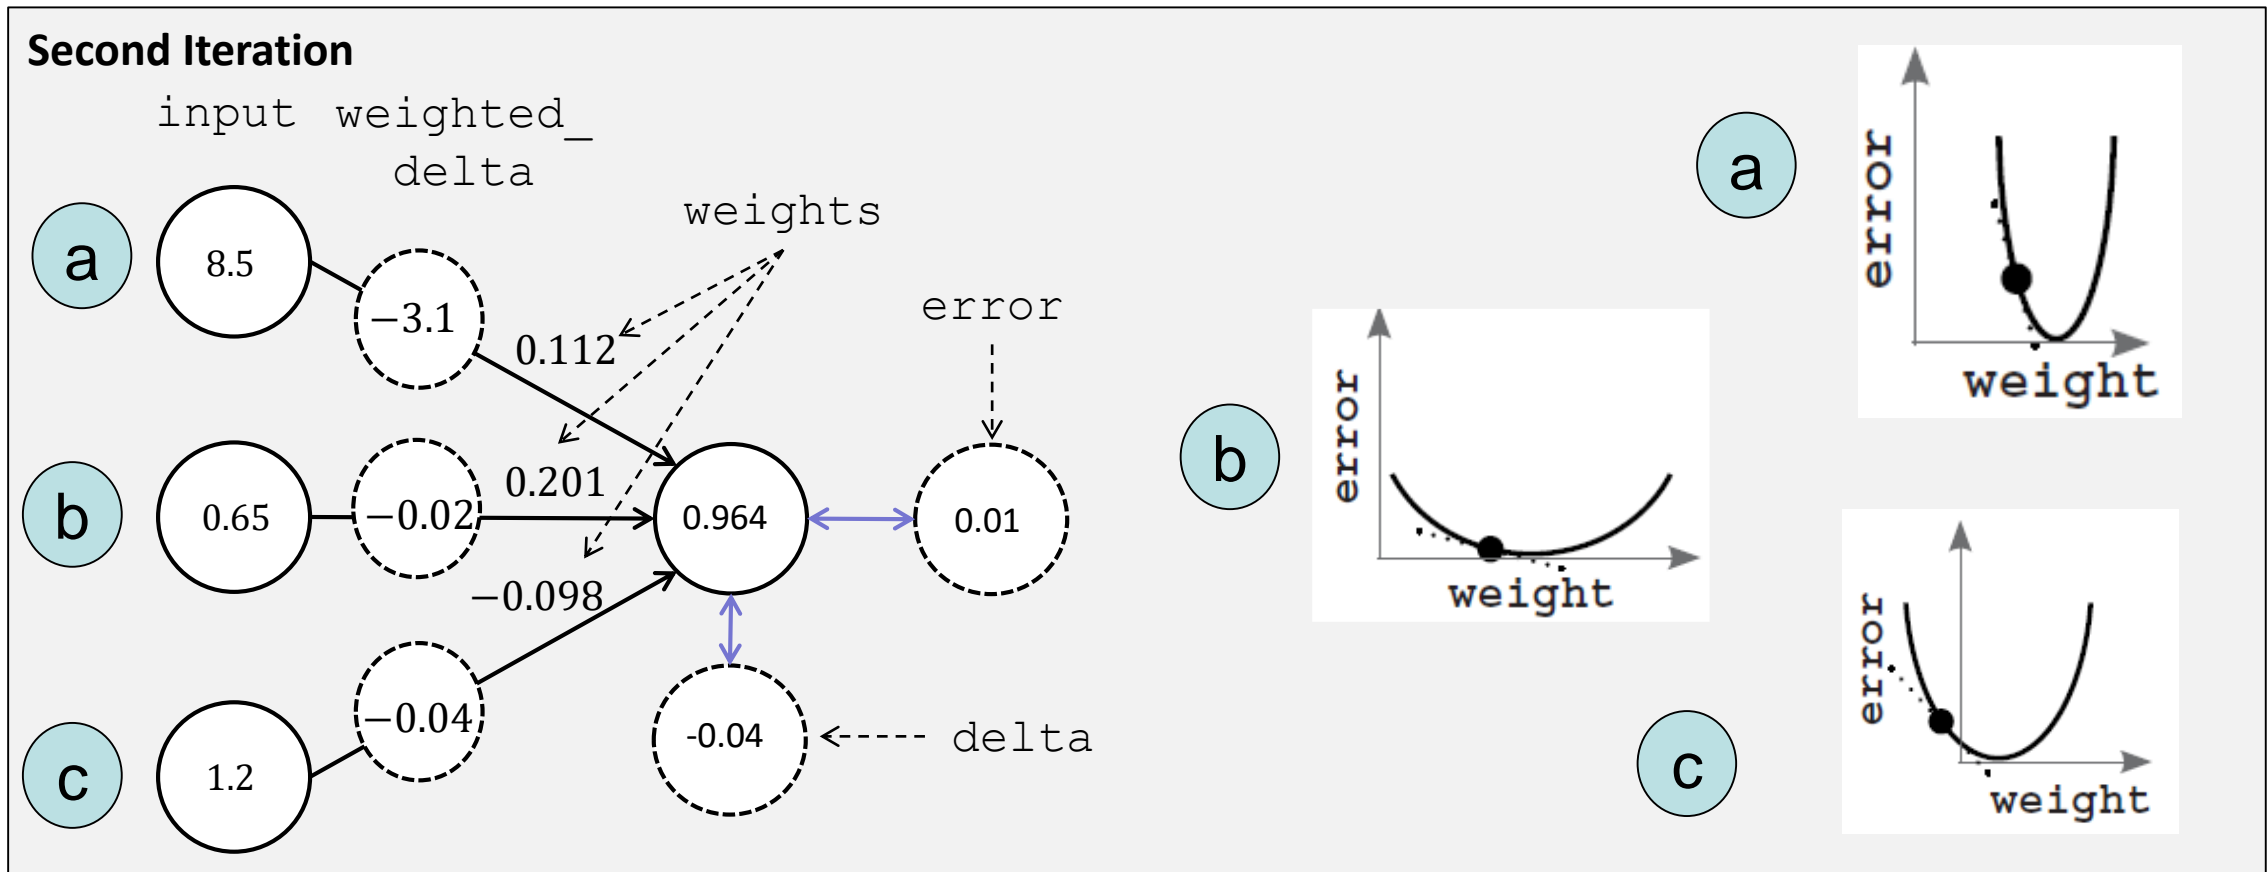 Second Iteration
input weighted_
delta
weights
a
8.5
−3.1
0.112
error
b
0.65
−0.02
0.201
0.964
0.01
−0.098
c
1.2
−0.04
-0.04
delta
a
error
weight
b
error
weight
c
error
weight